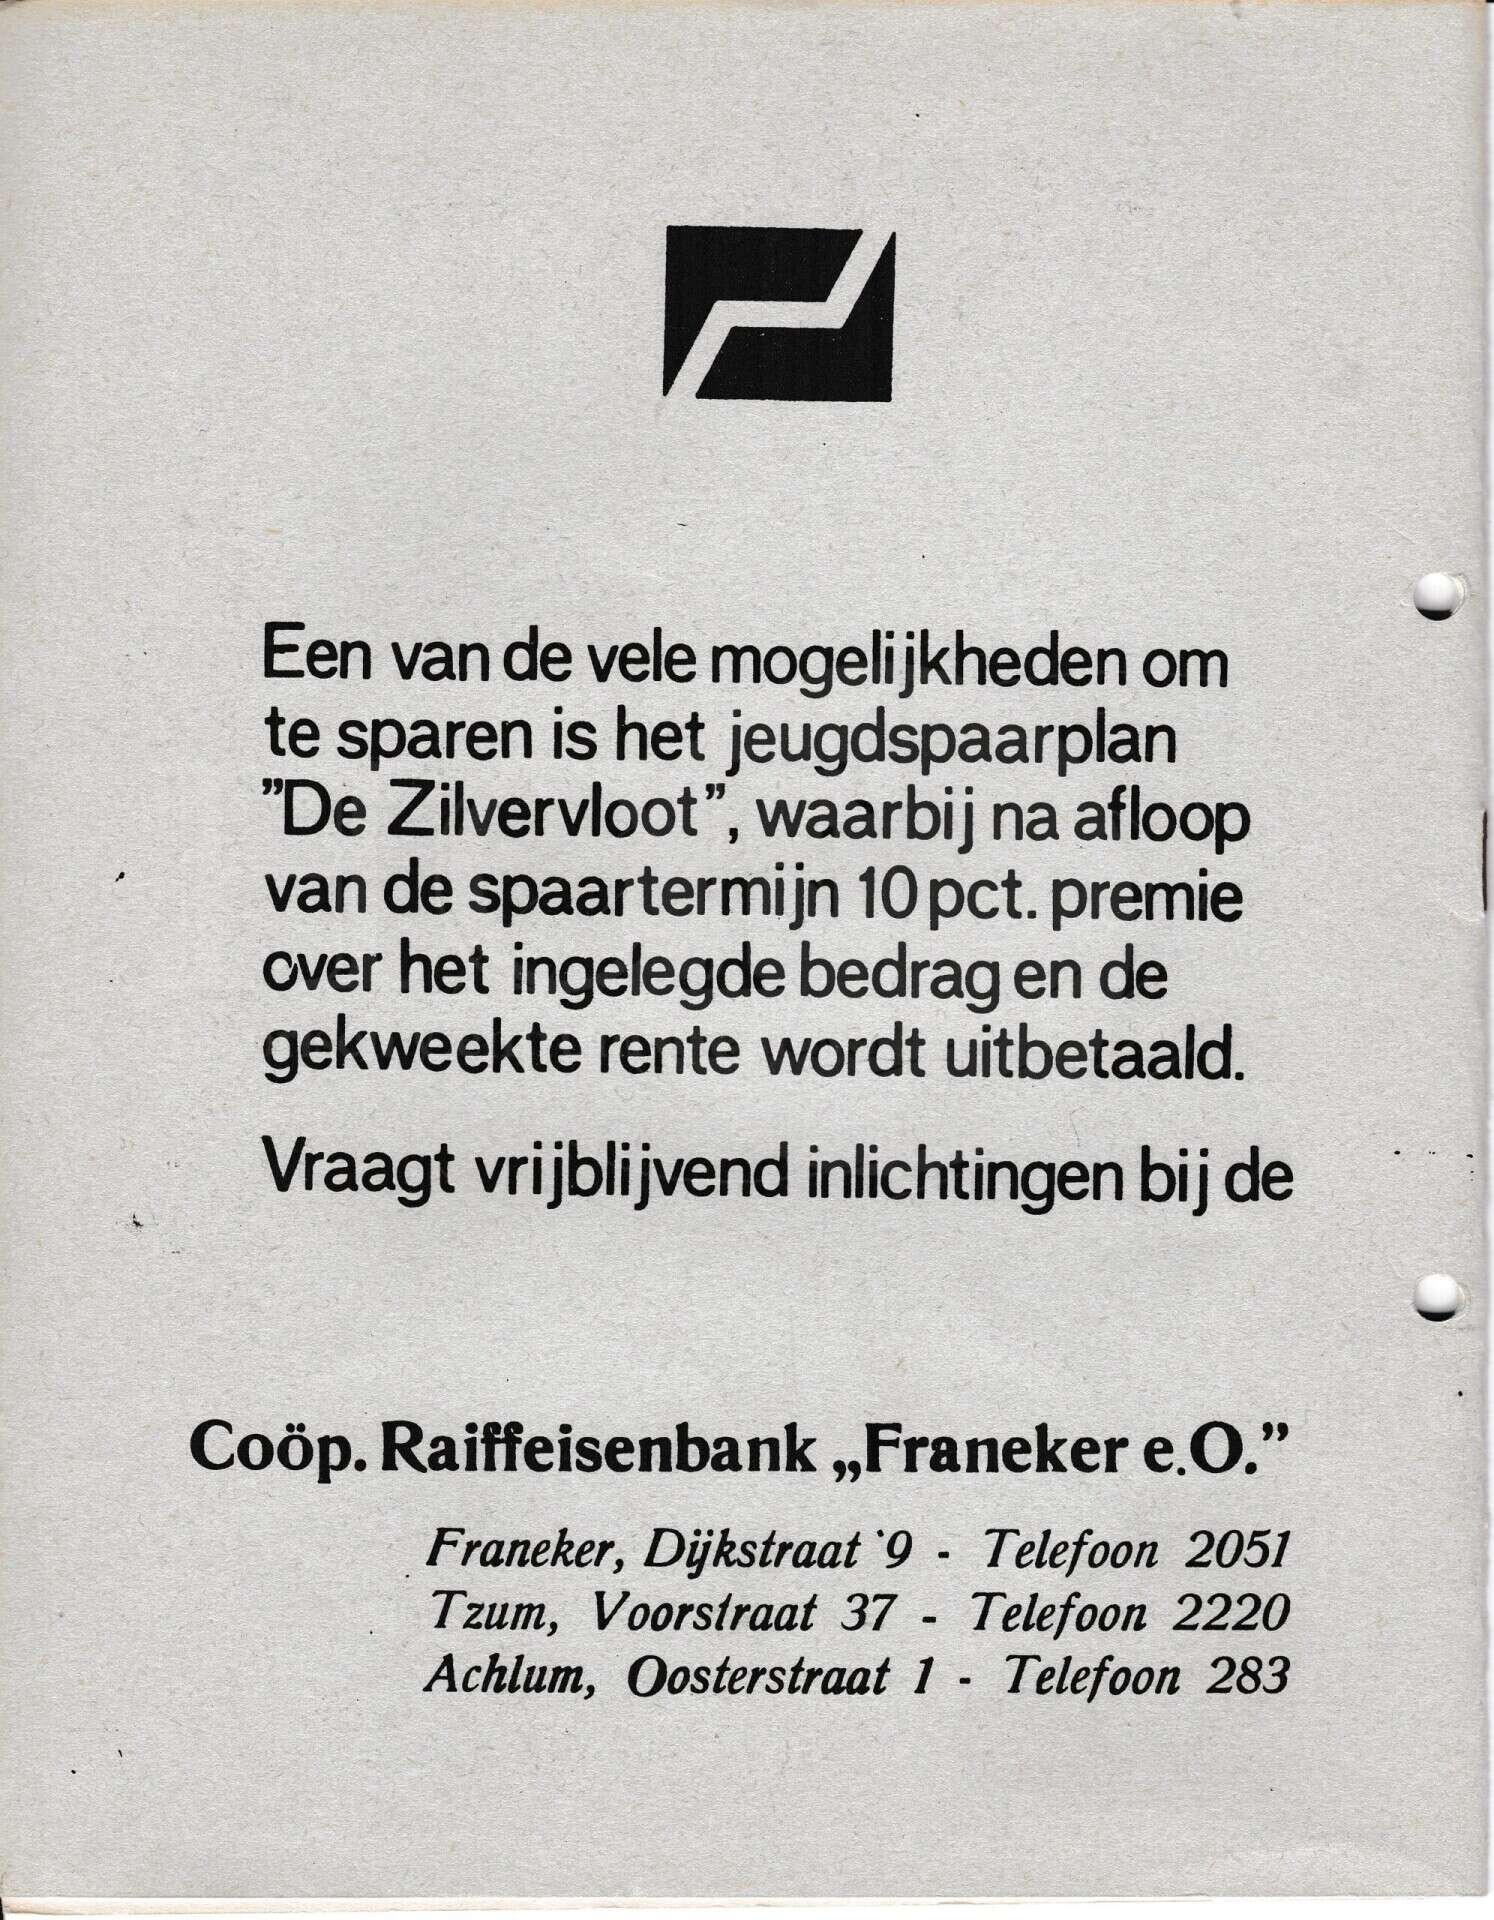 Een van de vele mogelijkheden om
te sparen is het jeugdspaarplan
”De Zilvervloot”, waarbij na afloop
van de spaartermijn 10 pct. premie
over het ingelegde bedrag en de
gekweekte rente wordt uitbetaald.
Vraagt vrijblijvend inlichtingen bij de
Coöp. Raiffeisenbank „Franeker e.O.”
Franeker, Dijkstraat 9 - Telefoon 2051
Tzum, Voorstraat 37 - Telefoon 2220
Achlum, Oosterstraat 1 - Telefoon 283